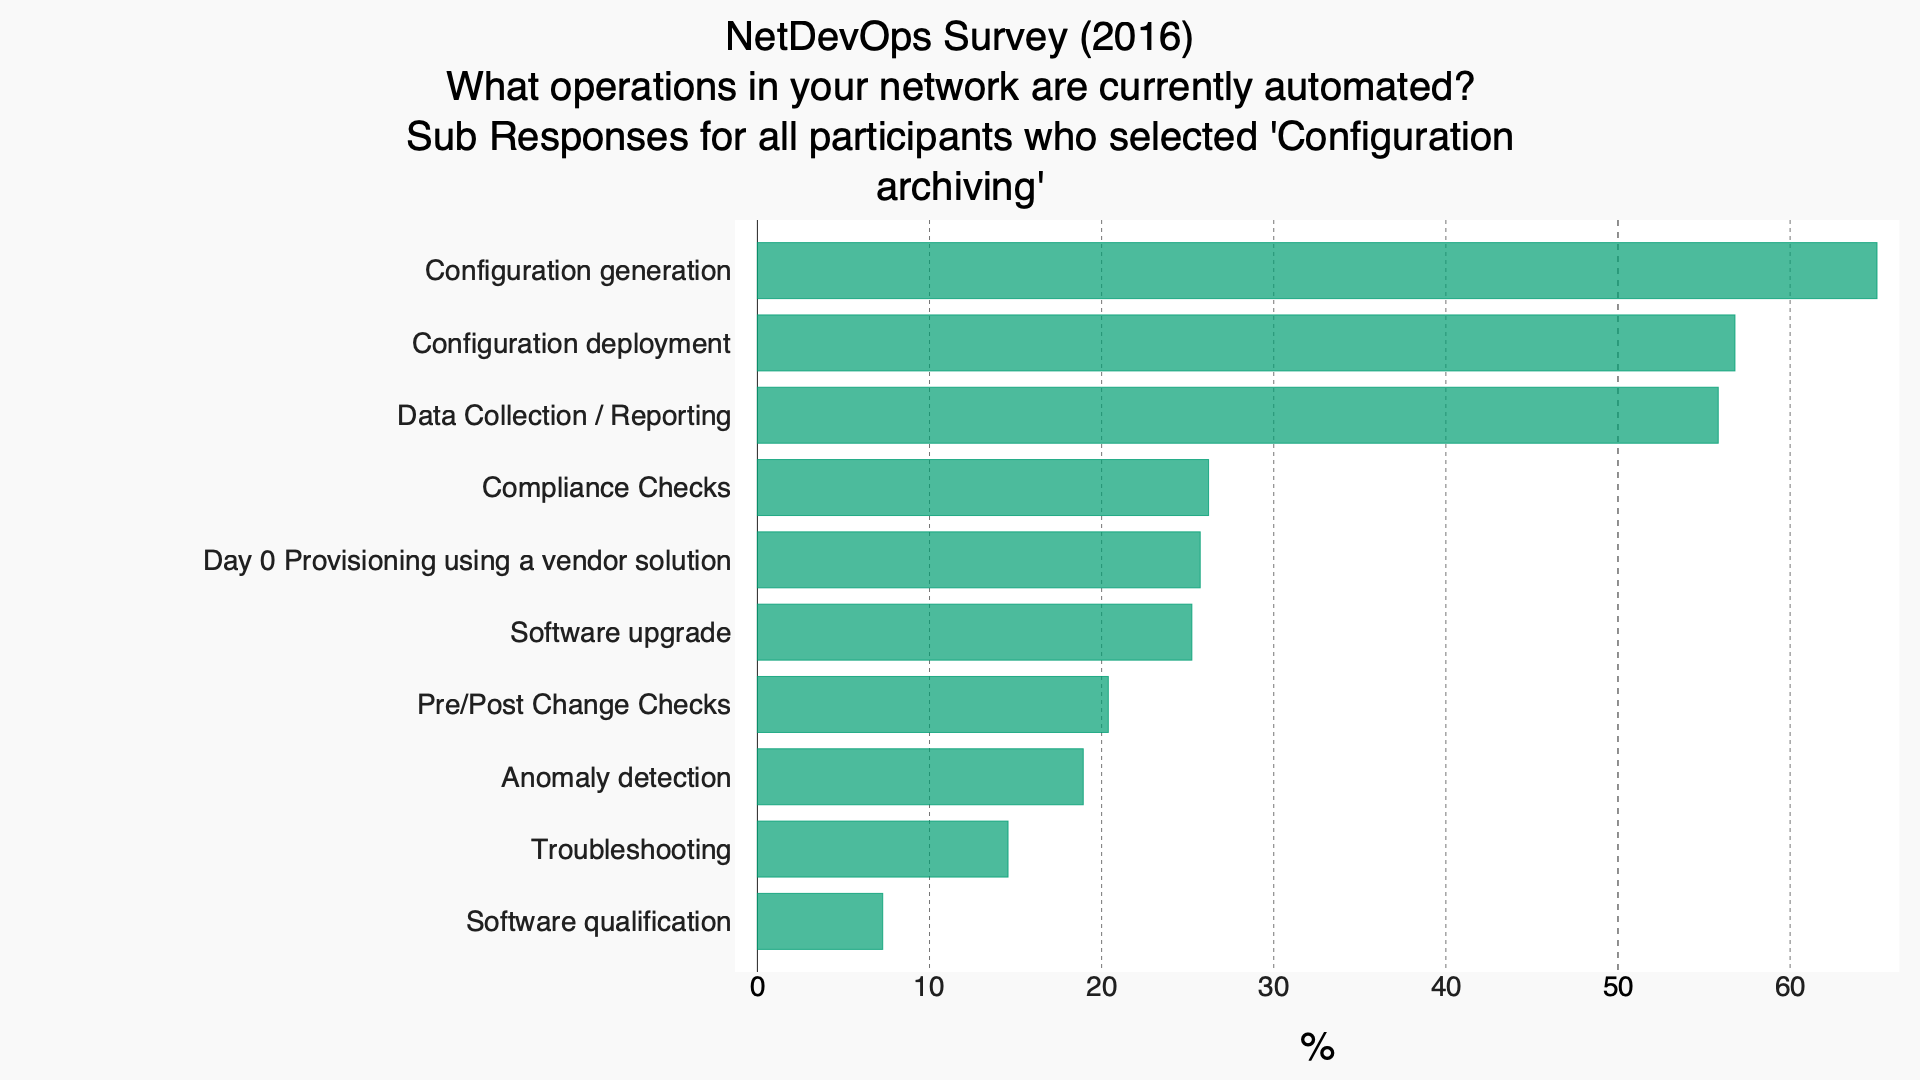 NetDevOps Survey (2016)
What operations in your network are currently automated?
Sub Responses for all participants who selected 'Configuration
archiving'
Configuration generation
Configuration deployment
Data Collection / Reporting
Compliance Checks
Day 0 Provisioning using a vendor solution
Software upgrade
Pre/Post Change Checks
Anomaly detection
Troubleshooting
Software qualification
0 10 20 30 40 50 60
%